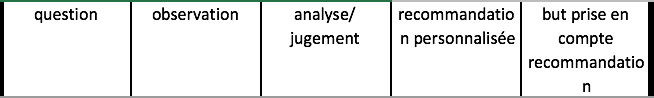 question
observation
analyse/
jugement
recommandatio
n personnalisée
but prise en
compte
recommandatio
n